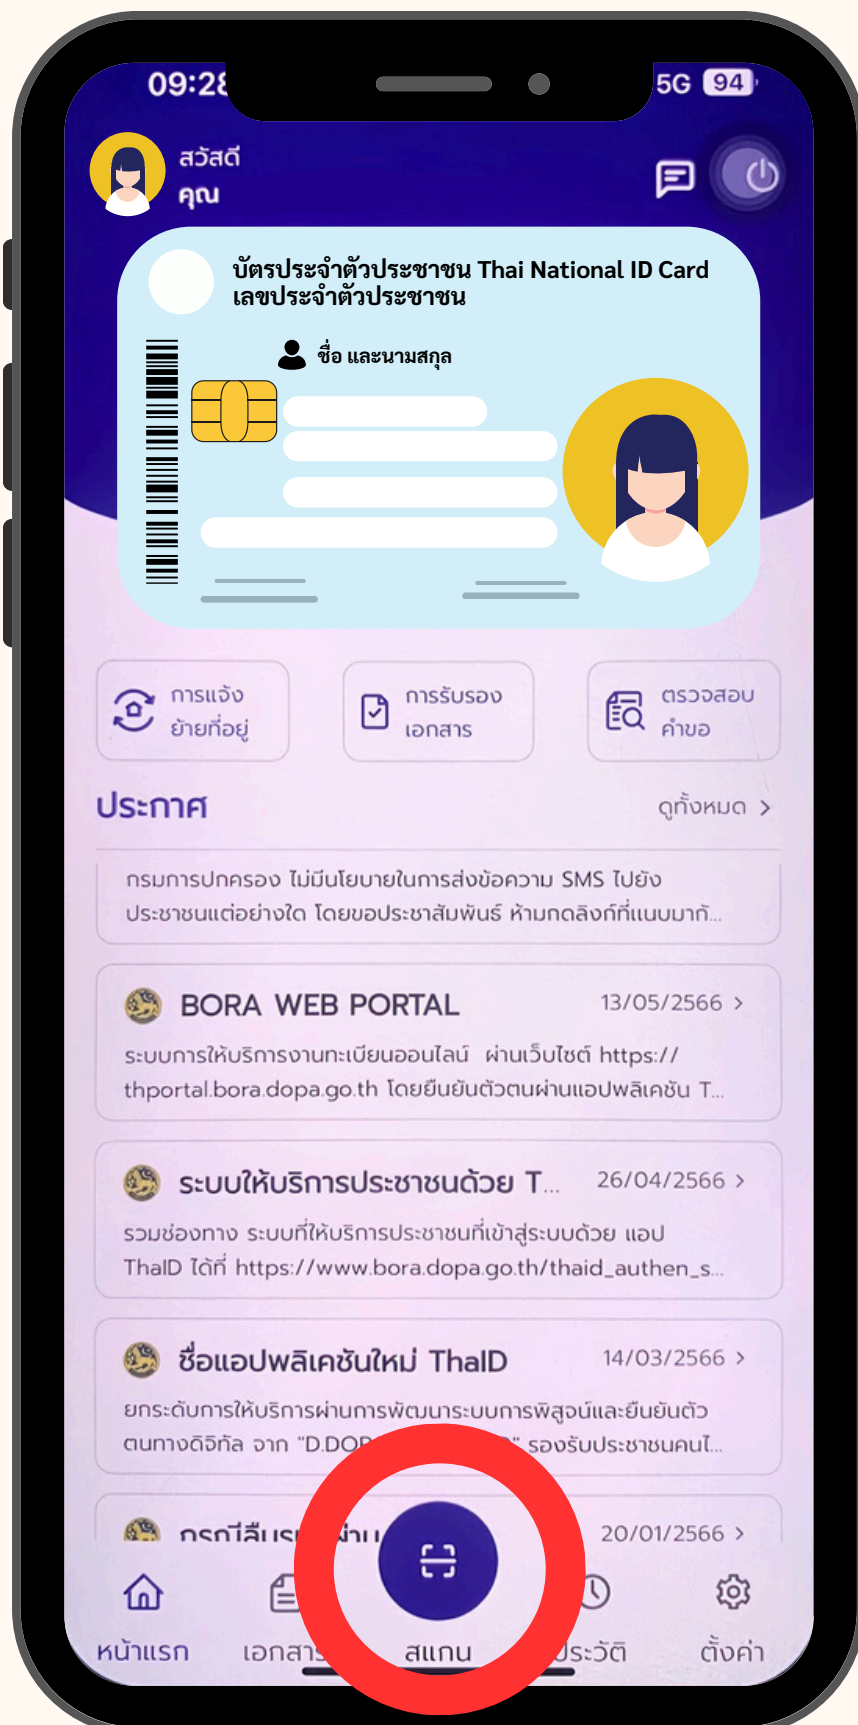 09:28
5G 94
สวัสดี
คุณ
บัตรประจำตัวประชาชน Thai National ID Card
เลขประจำตัวประชาชน
ชื่อ และนามสกุล
การแจ้ง
ย้ายที่อยู่
การรับรอง
เอกสาร
ตรวจสอบ
คำขอ
ประกาศ
ดูทั้งหมด >
กรมการปกครอง ไม่มีนโยบายในการส่งข้อความ SMS ไปยัง
ประชาชนแต่อย่างใด โดยขอประชาสัมพันธ์ ห้ามกดลิงก์ที่แนบมากั...
BORA WEB PORTAL 13/05/2566 >
ระบบการให้บริการงานทะเบียนออนไลน์ ผ่านเว็บไซต์ https://
thportal.bora.dopa.go.th โดยยืนยันตัวตนผ่านแอปพลิเคชัน T...
ระบบให้บริการประชาชนด้วย T... 26/04/2566 >
รวมช่องทาง ระบบที่ให้บริการประชาชนที่เข้าสู่ระบบด้วย แอป
ThaID ได้ที่ https://www.bora.dopa.go.th/thaid_authen_s...
ชื่อแอปพลิเคชันใหม่ ThaID 14/03/2566 >
ยกระดับการให้บริการผ่านการพัฒนาระบบการพิสูจน์และยืนยันตัว
ตนทางดิจิทัล จาก "D.DOP รองรับประชาชนคนไ...
20/01/2566 >
หน้าแรก
เอกสาร
สแกน
ประวัติ
ตั้งค่า